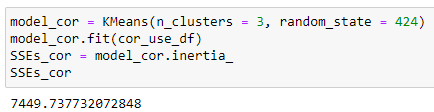 model_cor = KMeans(n_clusters = 3, random_state = 424)
model_cor.fit(cor_use_df)
SSEs_cor = model_cor.inertia_
SSEs_cor
7449.737732072848